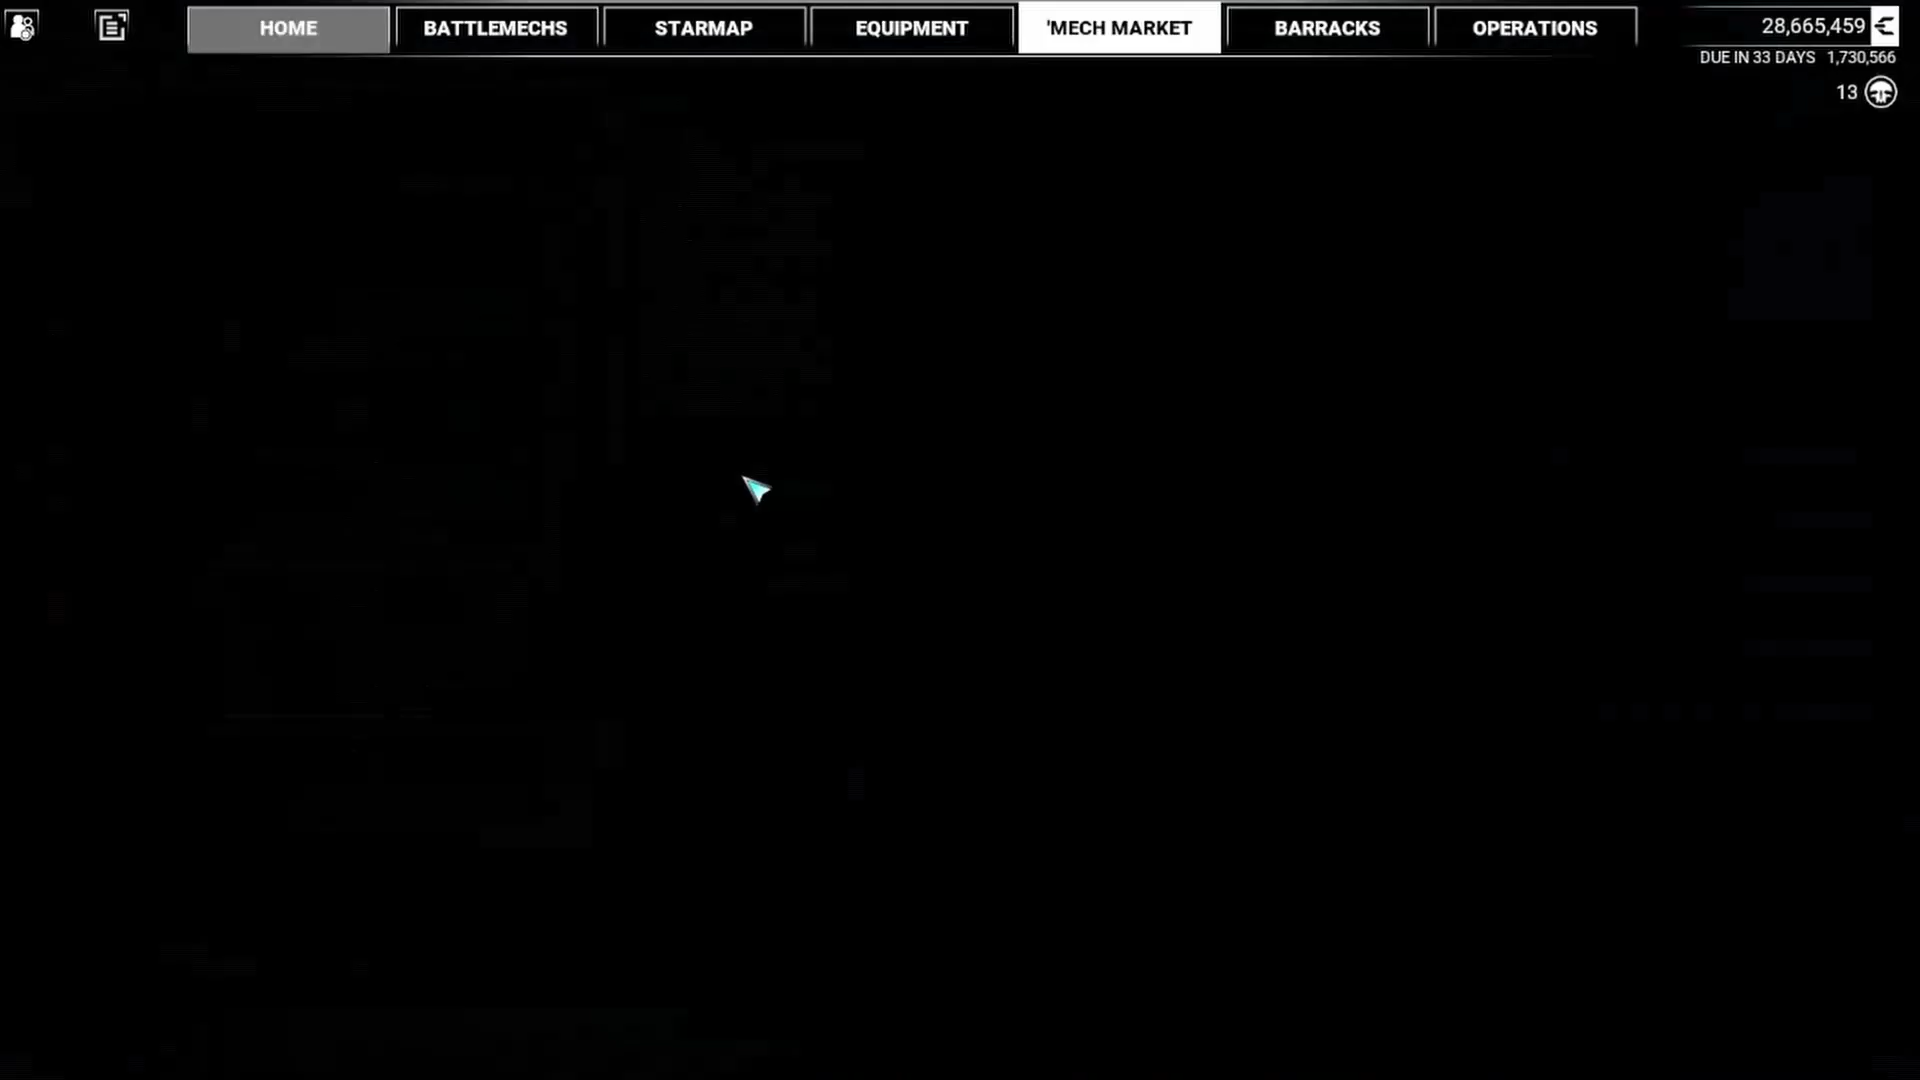 HOME
BATTLEMECHS
STARMAP
EQUIPMENT
'MECH MARKET
BARRACKS
OPERATIONS
28,665,459
DUE IN 33 DAYS 1,730,566
13